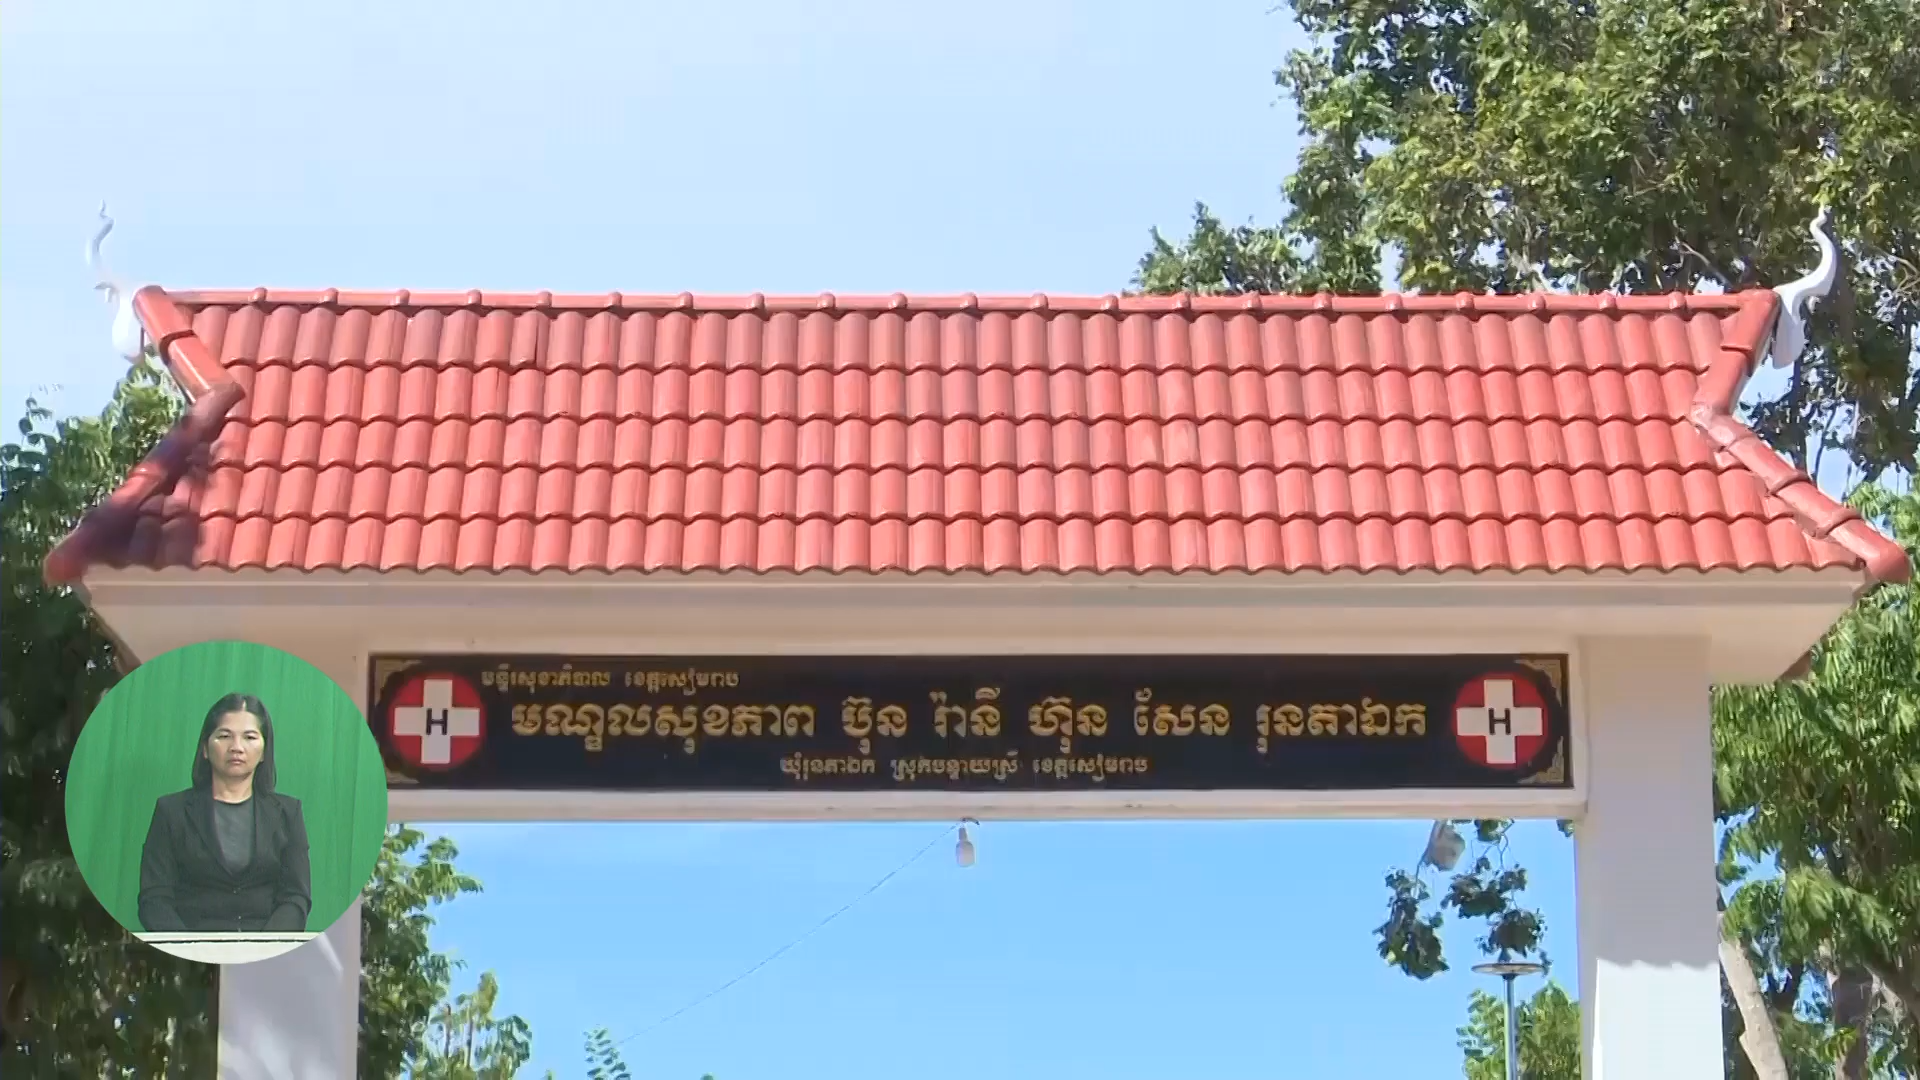 មន្ទីរសុខាភិបាល ខេត្តសៀមរាប
H មណ្ឌលសុខភាព ប៊ុន រ៉ានី ហ៊ុន សែន រុនតាឯក H
ឃុំរុនតាឯក ស្រុកបន្ទាយស្រី ខេត្តសៀមរាប